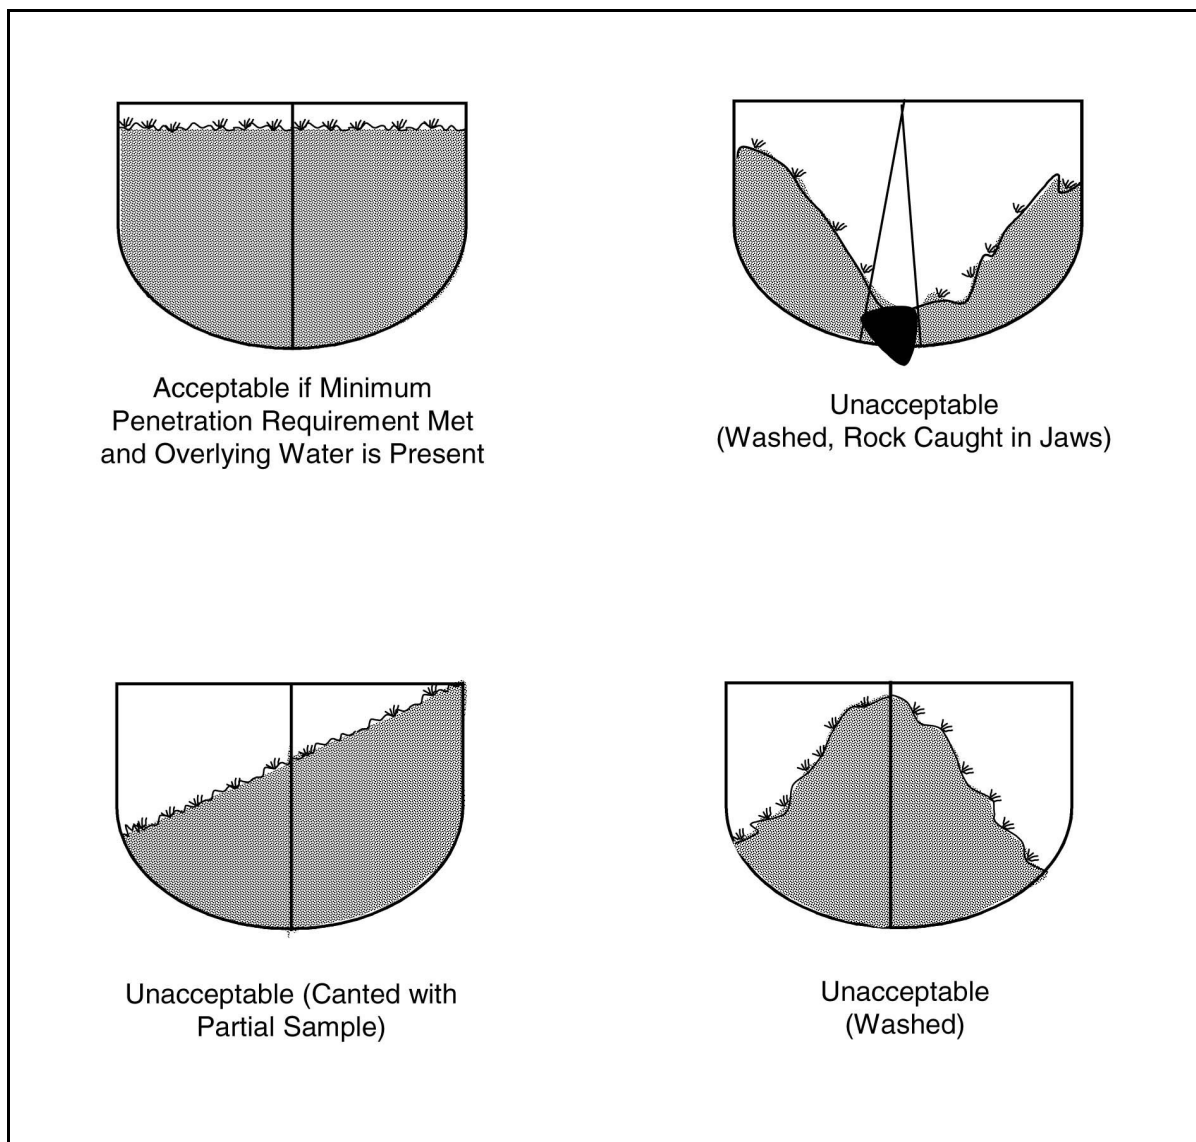 Acceptable if Minimum
Penetration Requirement Met
and Overlying Water is Present
Unacceptable
(Washed, Rock Caught in Jaws)
Unacceptable (Canted with
Partial Sample)
Unacceptable
(Washed)